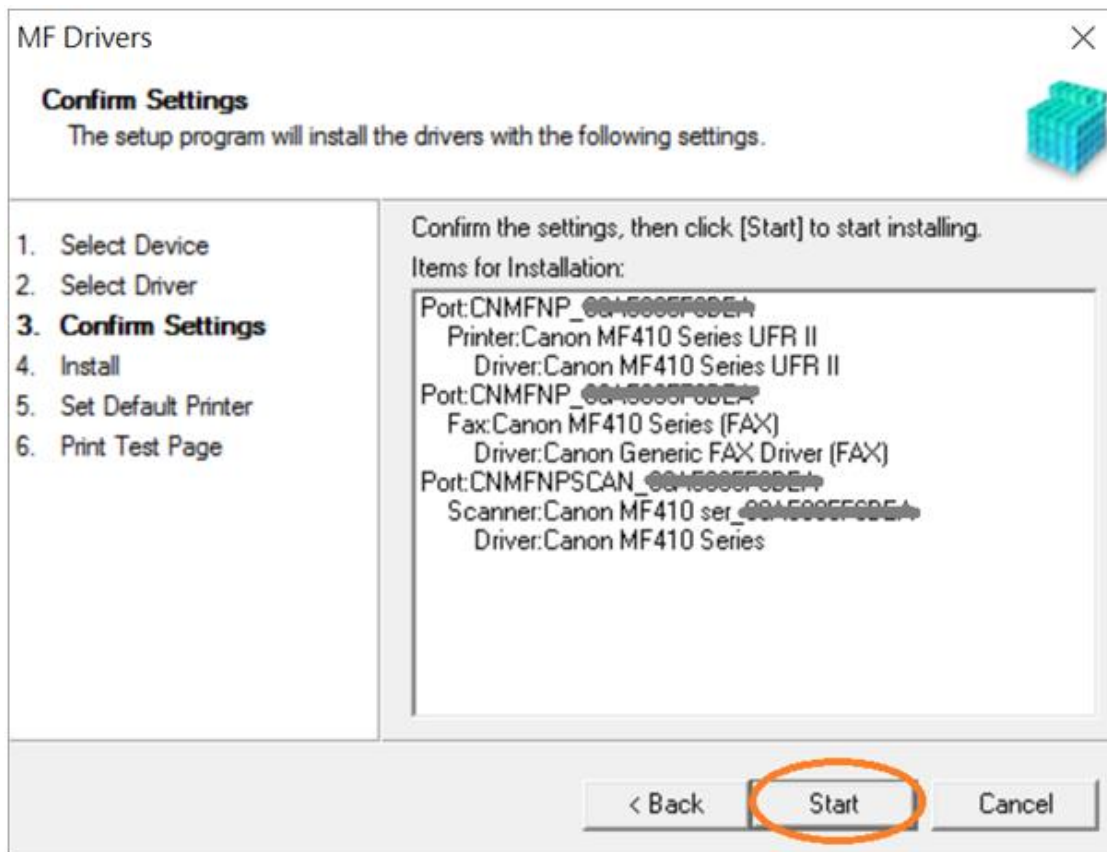 MF Drivers
Confirm Settings
The setup program will install the drivers with the following settings.
1. Select Device
2. Select Driver
3. Confirm Settings
4. Install
5. Set Default Printer
6. Print Test Page
Confirm the settings, then click [Start] to start installing.
Items for Installation:
Port:CNMFNP_
Printer:Canon MF410 Series UFR II
Driver:Canon MF410 Series UFR II
Port:CNMFNP_
Fax:Canon MF410 Series (FAX)
Driver:Canon Generic FAX Driver (FAX)
Port:CNMFNPSCAN_
Scanner:Canon MF410 ser_
Driver:Canon MF410 Series
< Back
Start
Cancel